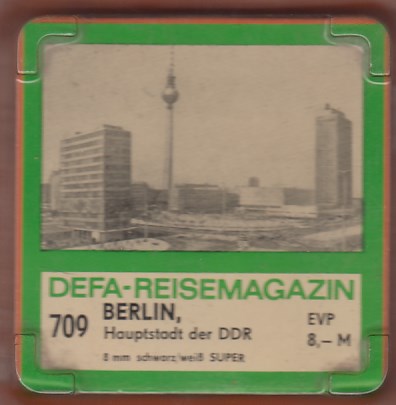 DEFA-REISEMAGAZIN
709 BERLIN,
Hauptstadt der DDR
EVP
8,– M
8 mm schwarz/weiß SUPER